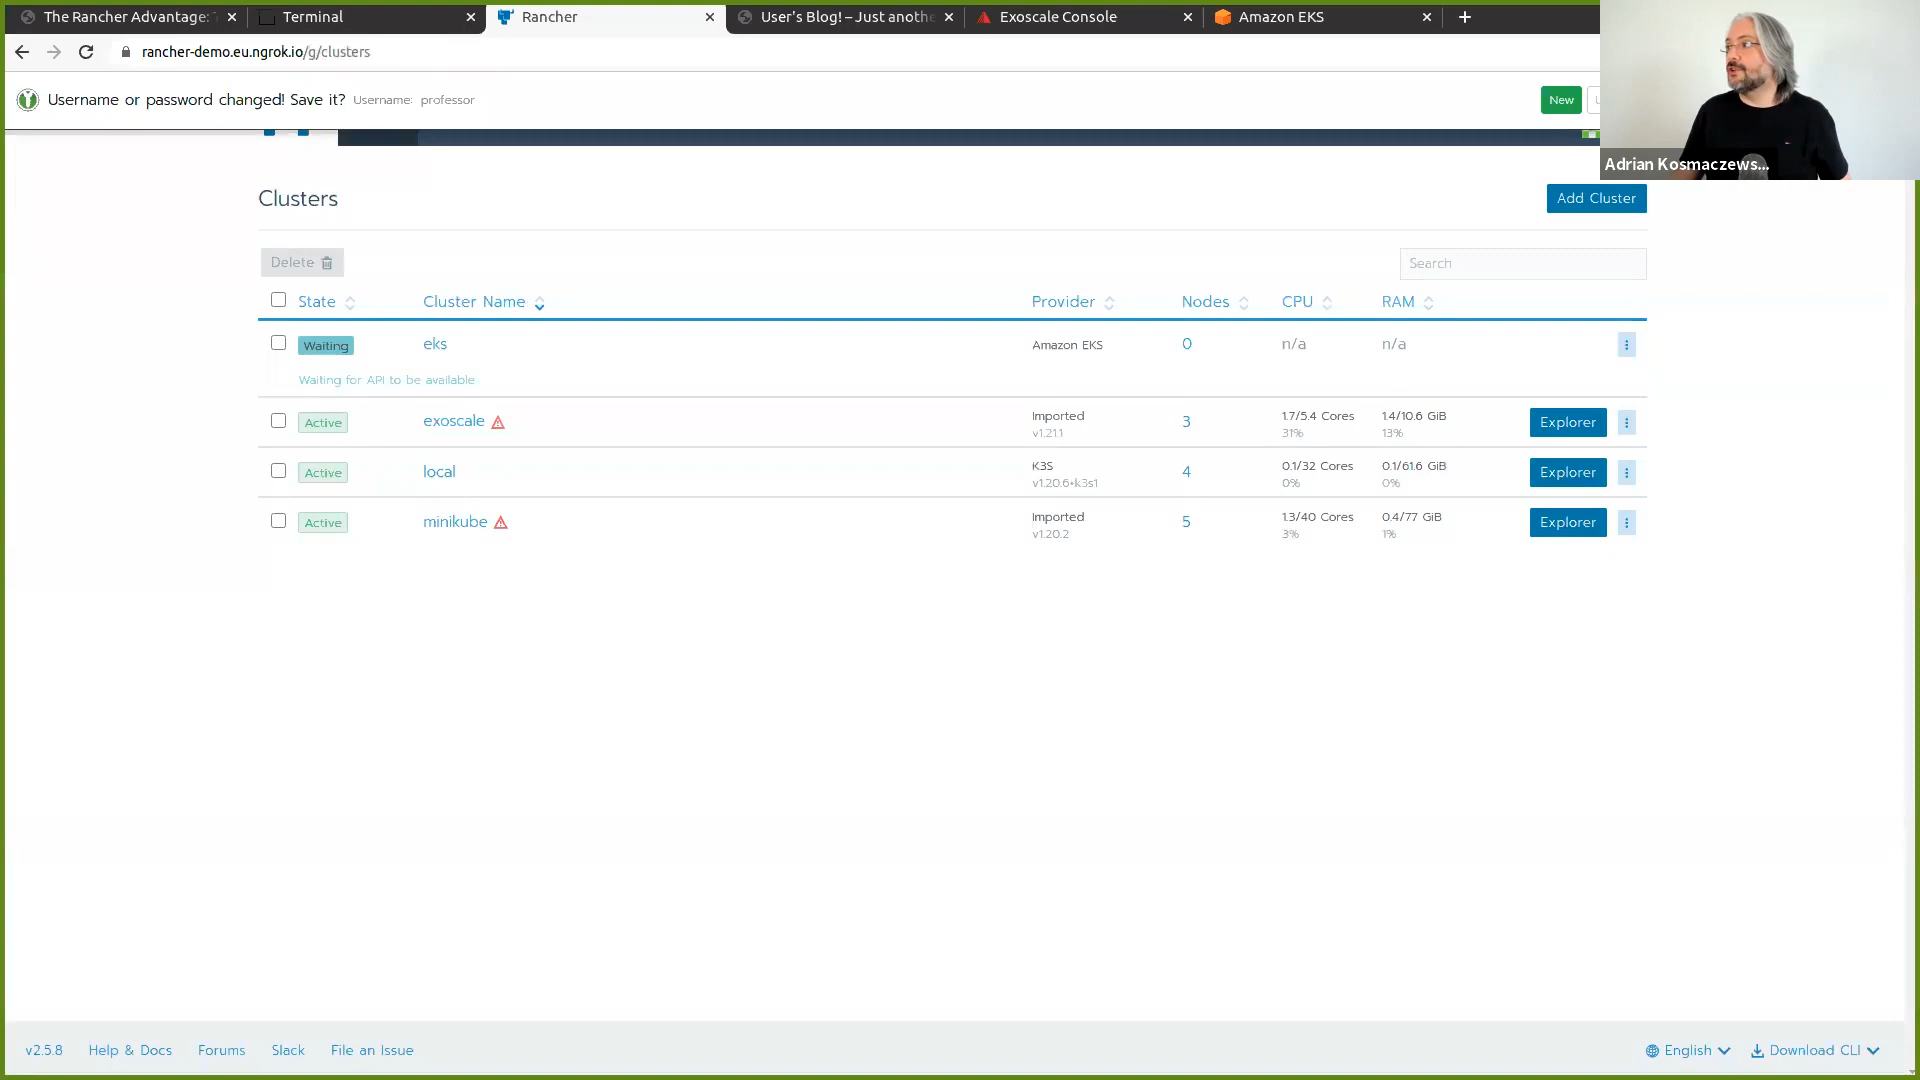 The Rancher Advantage:
Terminal
Rancher
User's Blog! – Just anothe
Exoscale Console
Amazon EKS
rancher-demo.eu.ngrok.io/g/clusters
Username or password changed! Save it? Username: professor
New
Adrian Kosmaczews...
Clusters
Add Cluster
Delete
Search
State Cluster Name Provider Nodes CPU RAM
Waiting eks Amazon EKS 0 n/a n/a
Waiting for API to be available
Active exoscale Imported 3 1.7/5.4 Cores 1.4/10.6 GiB Explorer
v1.21.1 31% 13%
Active local K3S 4 0.1/32 Cores 0.1/61.6 GiB Explorer
v1.20.6+k3s1 0% 0%
Active minikube Imported 5 1.3/40 Cores 0.4/77 GiB Explorer
v1.20.2 3% 1%
v2.5.8 Help & Docs Forums Slack File an Issue English Download CLI